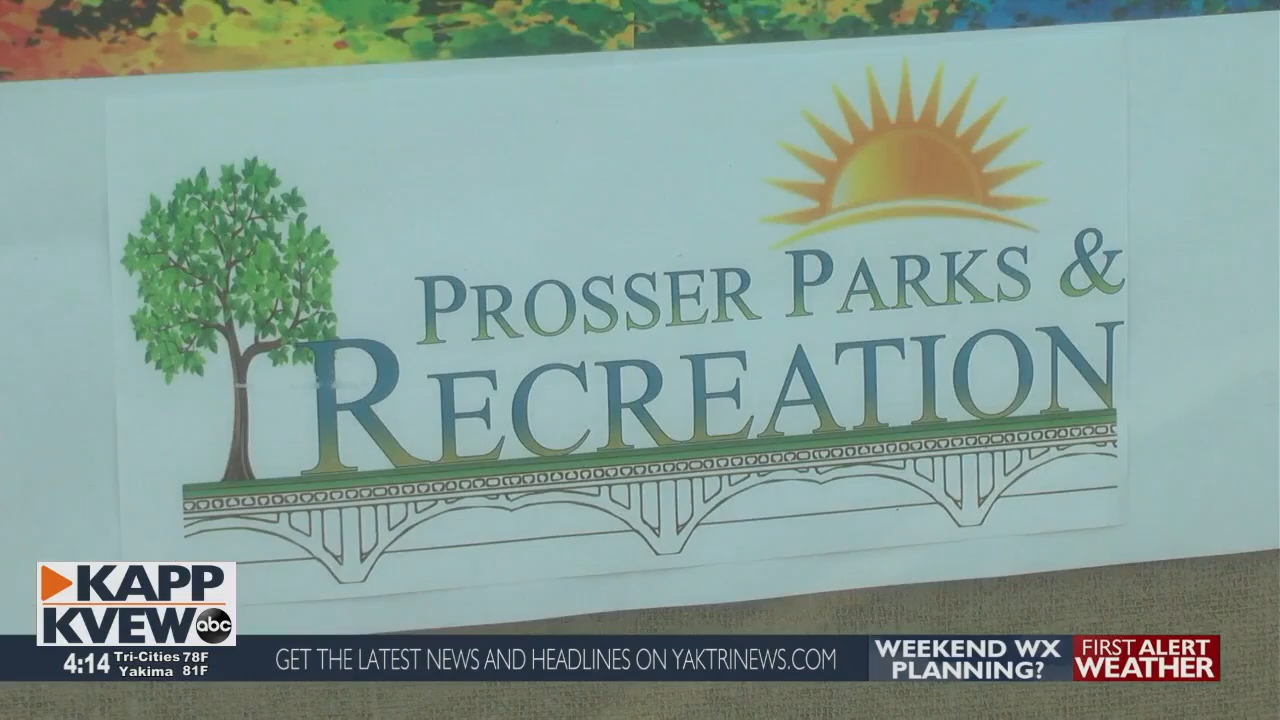 PROSSER PARKS &
RECREATION
KAPP
KVEW abc
4:14 Tri-Cities 78F
Yakima 81F
GET THE LATEST NEWS AND HEADLINES ON YAKTRINEWS.COM
WEEKEND WX
PLANNING?
FIRST ALERT
WEATHER